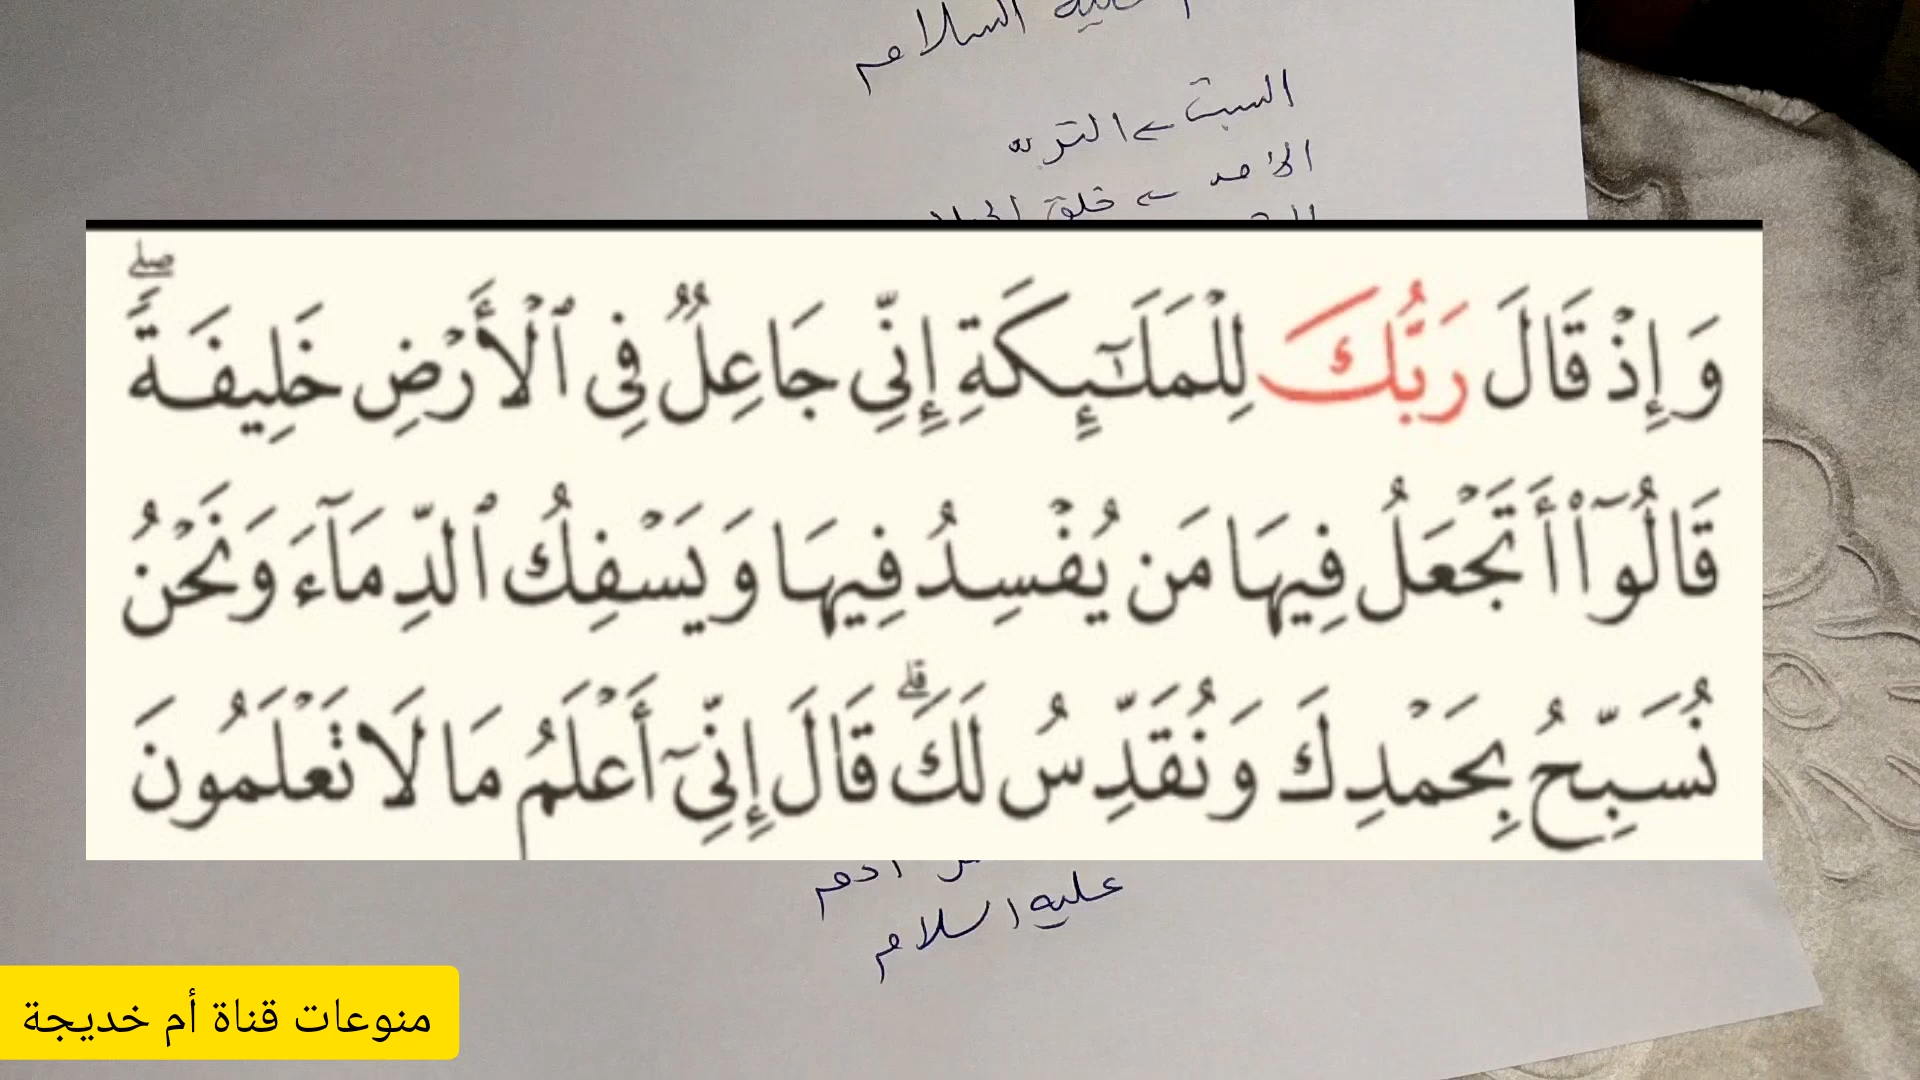 عليه السلام
السبت ← التربه
الأحد ← خلق
وَإِذْ قَالَ رَبُّكَ لِلْمَلَـٰٓئِكَةِ إِنِّى جَاعِلٌۭ فِى ٱلْأَرْضِ خَلِيفَةًۭ ۖ
قَالُوٓا۟ أَتَجْعَلُ فِيهَا مَن يُفْسِدُ فِيهَا وَيَسْفِكُ ٱلدِّمَآءَ وَنَحْنُ
نُسَبِّحُ بِحَمْدِكَ وَنُقَدِّسُ لَكَ ۖ قَالَ إِنِّىٓ أَعْلَمُ مَا لَا تَعْلَمُونَ
آدم
عليه السلام
منوعات قناة أم خديجة